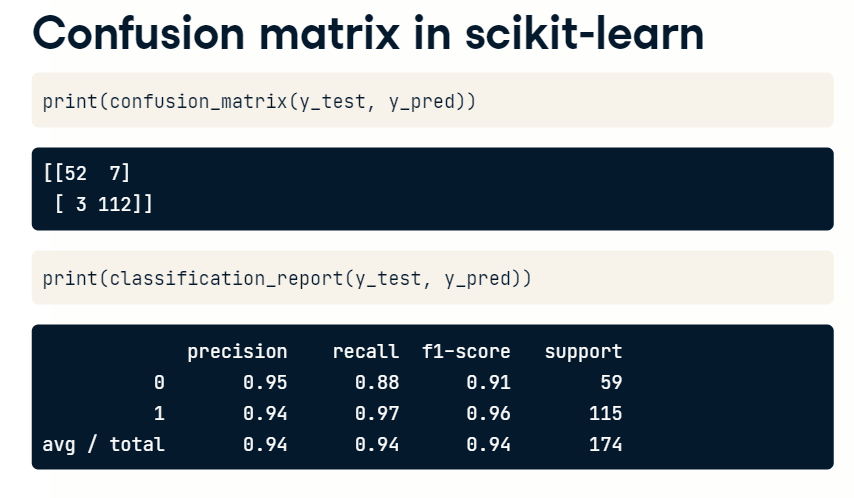 Confusion matrix in scikit-learn
print(confusion_matrix(y_test, y_pred))
[[52  7]
 [ 3 112]]
print(classification_report(y_test, y_pred))
             precision    recall  f1-score   support
          0       0.95      0.88      0.91        59
          1       0.94      0.97      0.96       115
avg / total       0.94      0.94      0.94       174